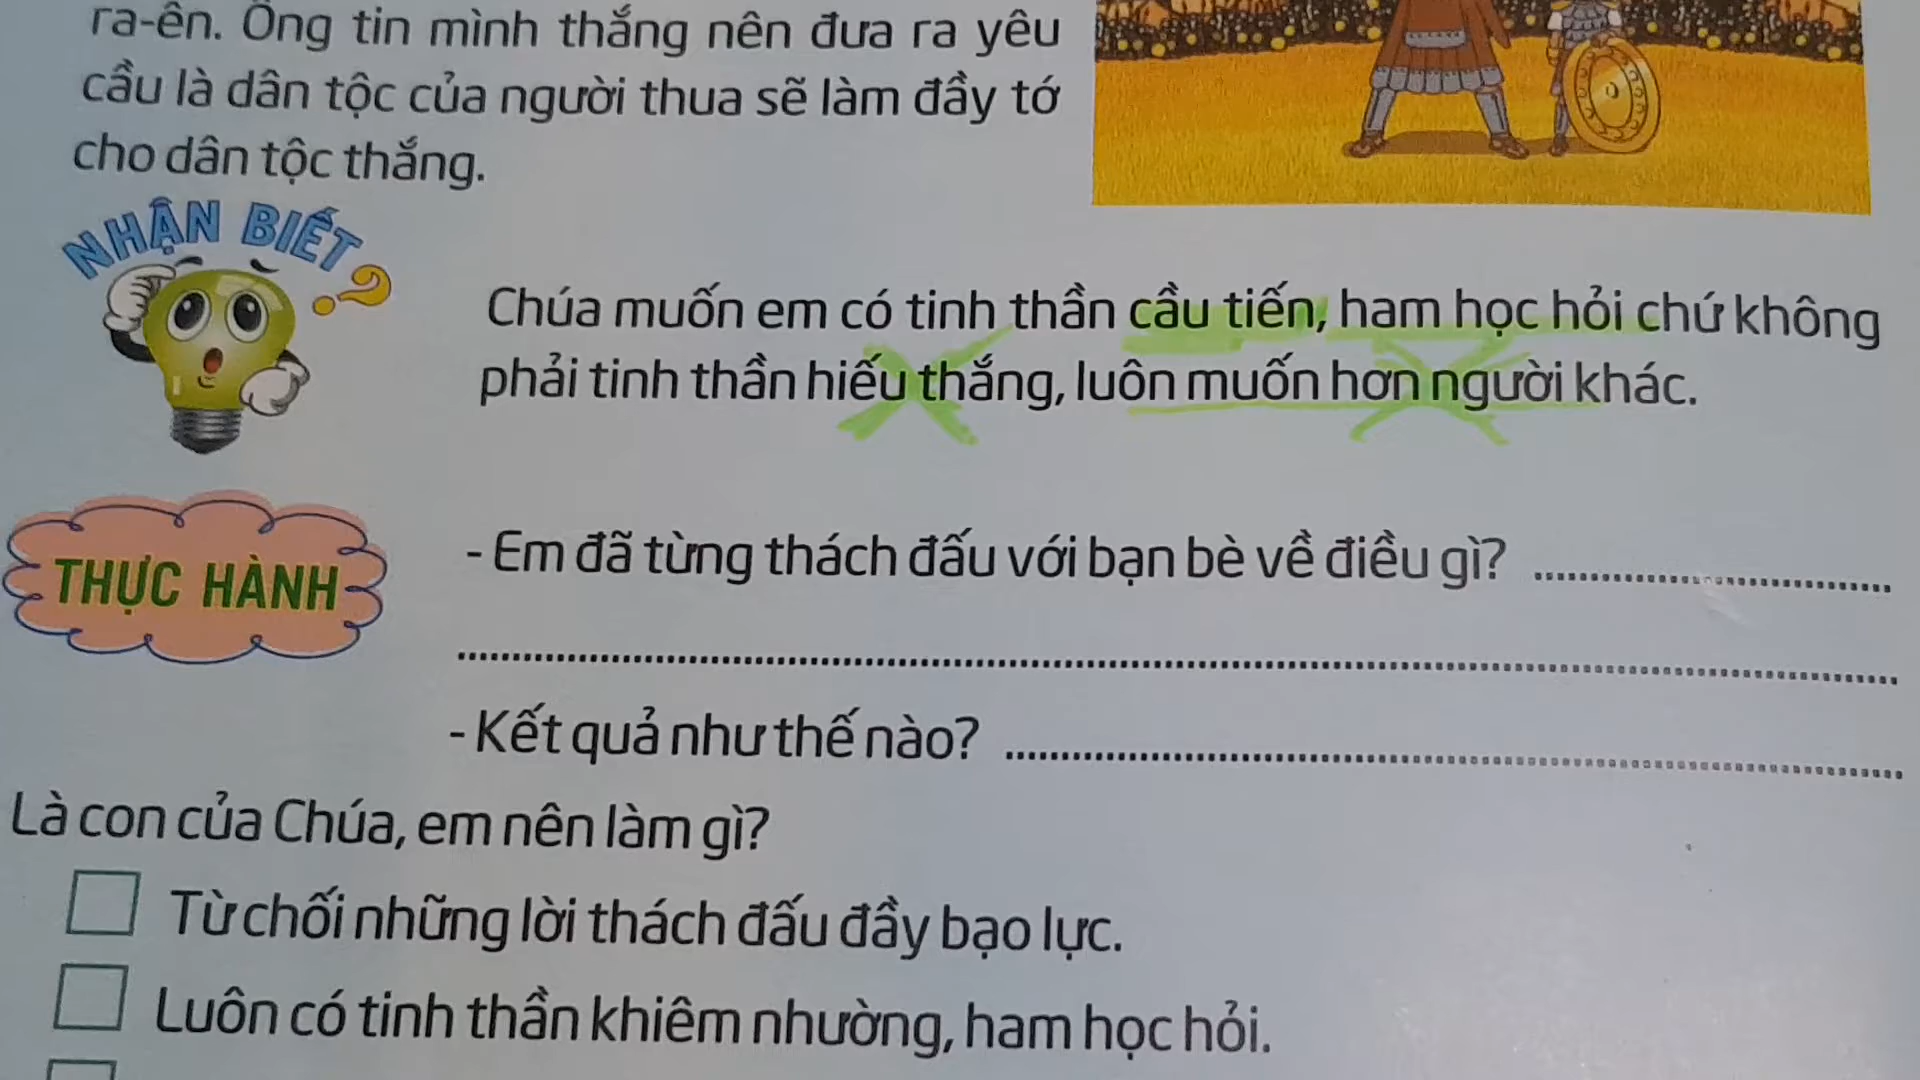 ra-ên. Ông tin mình thắng nên đưa ra yêu
cầu là dân tộc của người thua sẽ làm đầy tớ
cho dân tộc thắng.
NHẬN BIẾT?
Chúa muốn em có tinh thần cầu tiến, ham học hỏi chứ không
phải tinh thần hiếu thắng, luôn muốn hơn người khác.
THỰC HÀNH
- Em đã từng thách đấu với bạn bè về điều gì?
- Kết quả như thế nào?
Là con của Chúa, em nên làm gì?
Từ chối những lời thách đấu đầy bạo lực.
Luôn có tinh thần khiêm nhường, ham học hỏi.